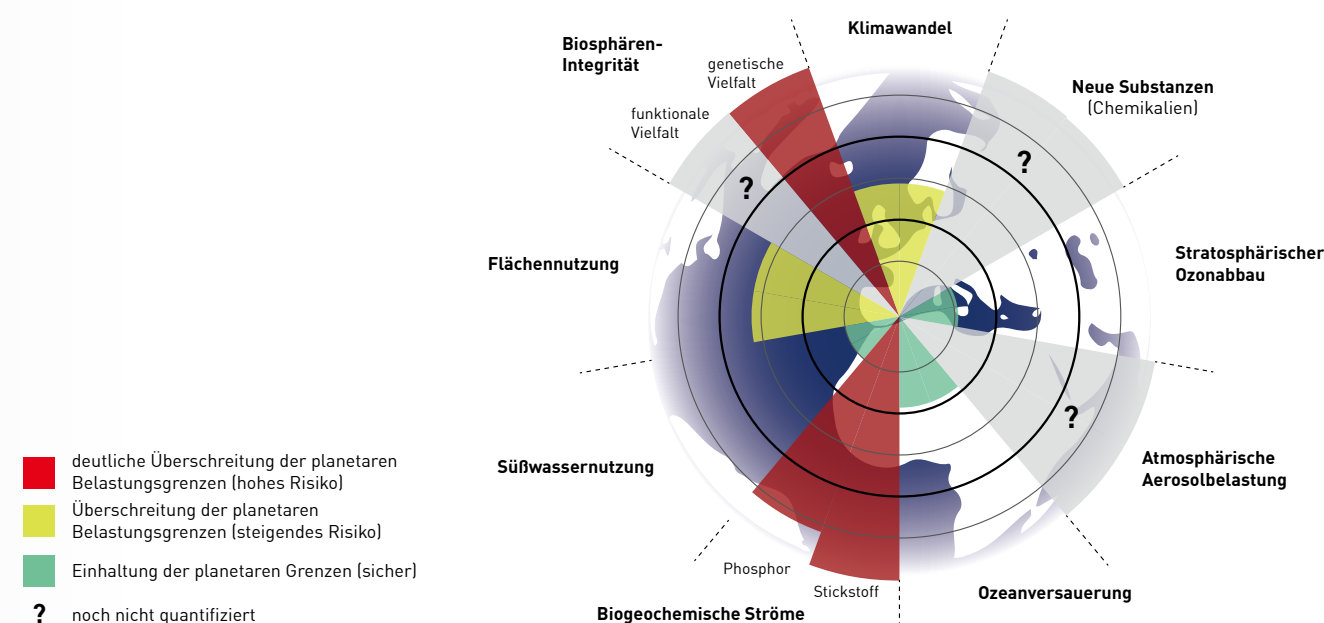 Klimawandel
Biosphären-
Integrität
genetische
Vielfalt
funktionale
Vielfalt
?
?
Neue Substanzen
(Chemikalien)
Flächennutzung
Stratosphärischer
Ozonabbau
?
Süßwassernutzung
Atmosphärische
Aerosolbelastung
Phosphor
Stickstoff
Biogeochemische Ströme
Ozeanversauerung
deutliche Überschreitung der planetaren
Belastungsgrenzen (hohes Risiko)
Überschreitung der planetaren
Belastungsgrenzen (steigendes Risiko)
Einhaltung der planetaren Grenzen (sicher)
? noch nicht quantifiziert